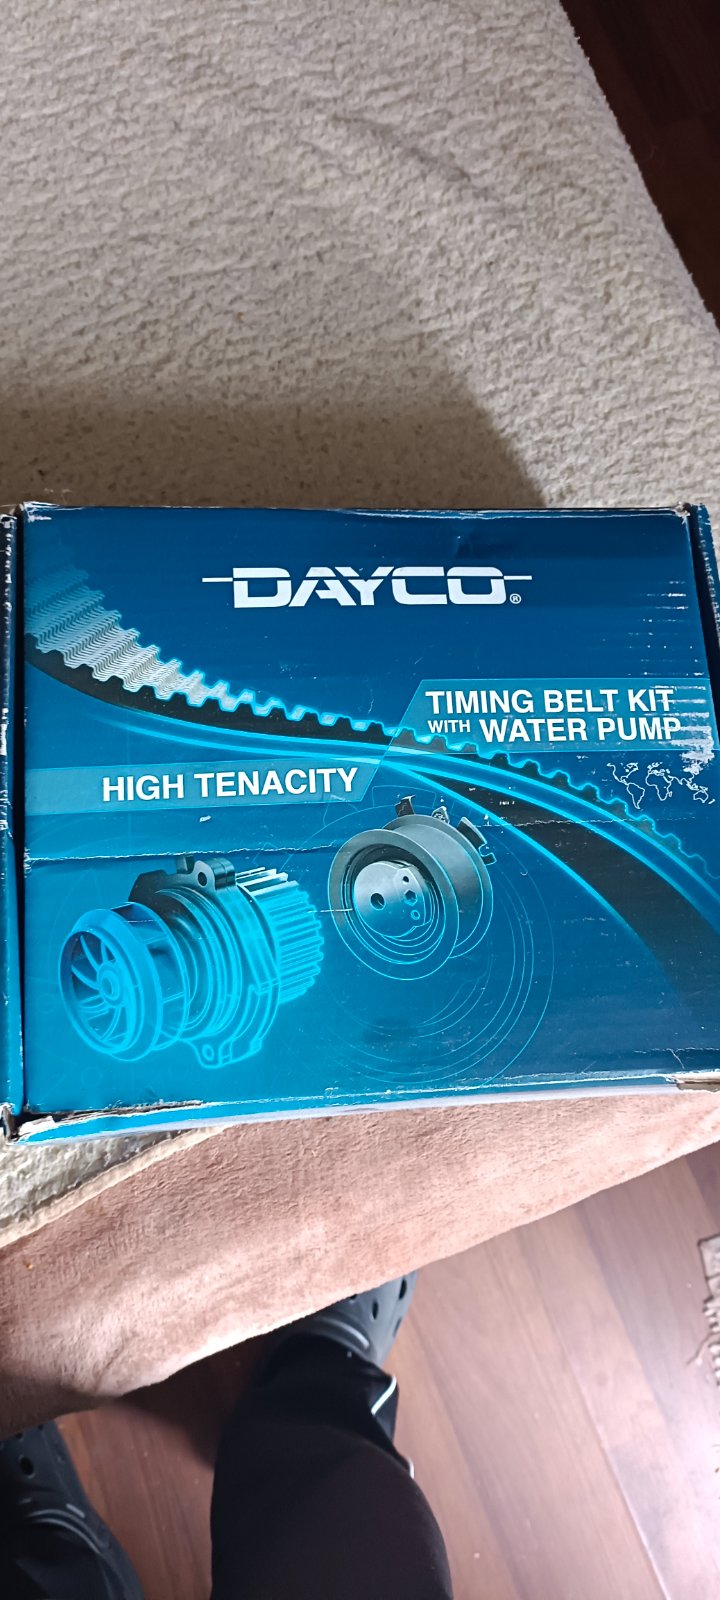 DAYCO®
TIMING BELT KIT
WITH WATER PUMP
HIGH TENACITY